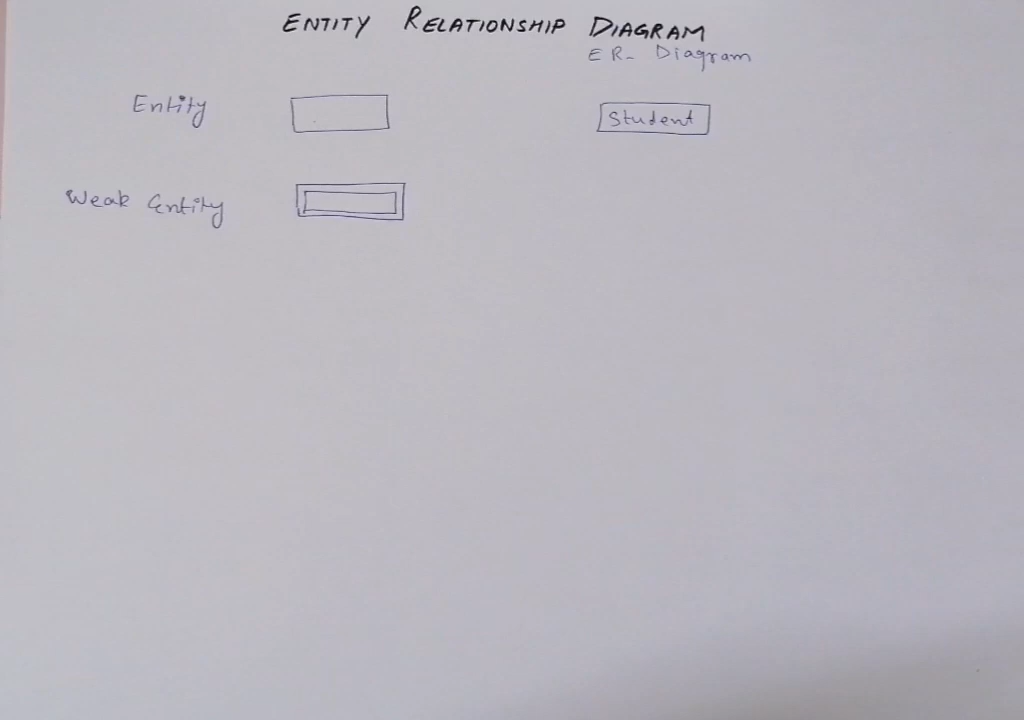 ENTITY RELATIONSHIP DIAGRAM
ER- Diagram
Entity
Student
Weak Entity